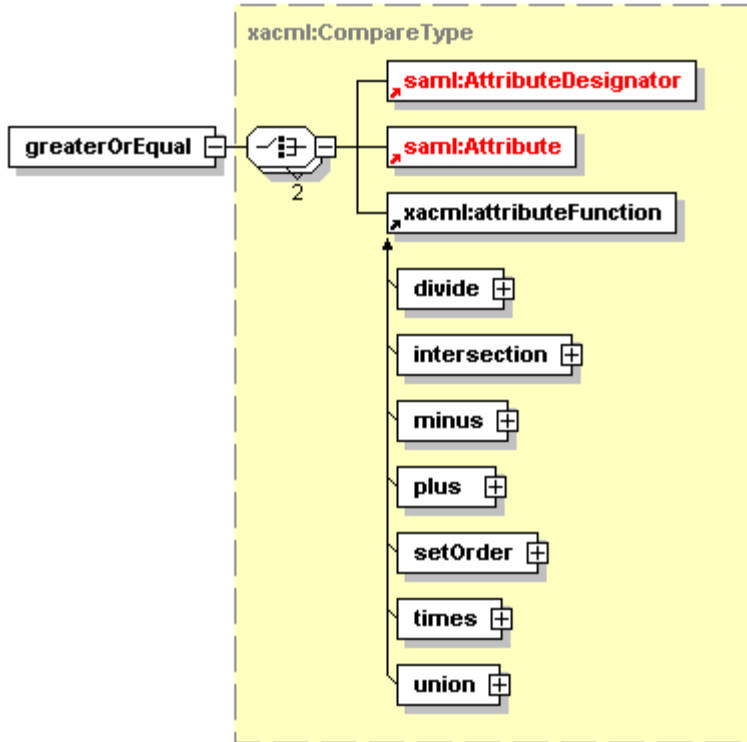 xacml:CompareType
saml:AttributeDesignator
greaterOrEqual
saml:Attribute
2
xacml:attributeFunction
divide
intersection
minus
plus
setOrder
times
union